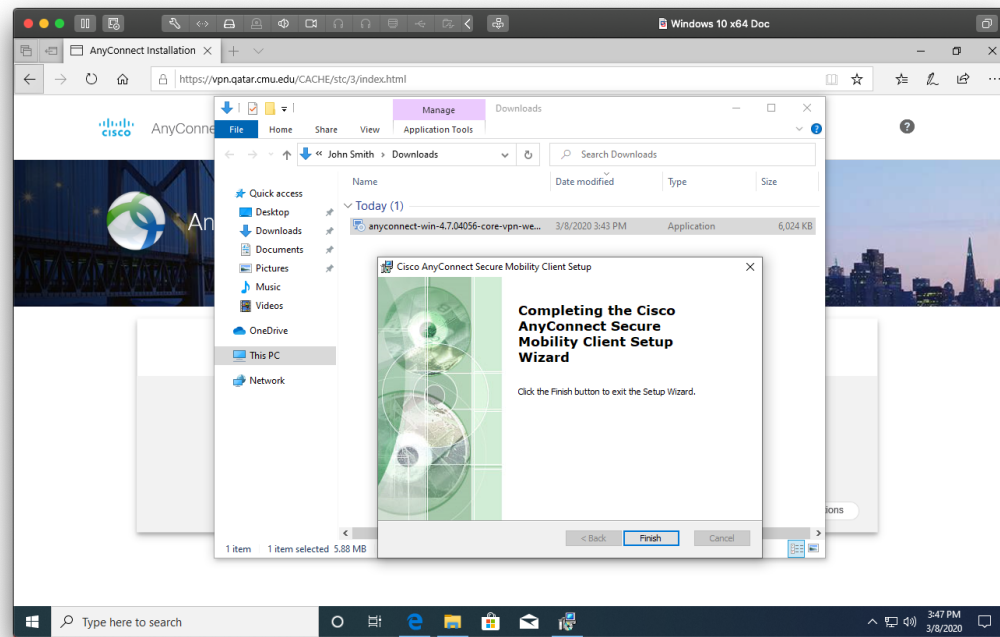 Windows 10 x64 Doc
AnyConnect Installation
https://vpn.qatar.cmu.edu/CACHE/stc/3/index.html
cisco
AnyConne
An
Manage
Downloads
File
Home
Share
View
Application Tools
« John Smith > Downloads
Search Downloads
Name
Date modified
Type
Size
Quick access
Desktop
Downloads
Documents
Pictures
Music
Videos
OneDrive
This PC
Network
Today (1)
anyconnect-win-4.7.04056-core-vpn-we...
3/8/2020 3:43 PM
Application
6,024 KB
Cisco AnyConnect Secure Mobility Client Setup
Completing the Cisco
AnyConnect Secure
Mobility Client Setup
Wizard
Click the Finish button to exit the Setup Wizard.
< Back
Finish
Cancel
ions
1 item
1 item selected 5.88 MB
Type here to search
3:47 PM
3/8/2020